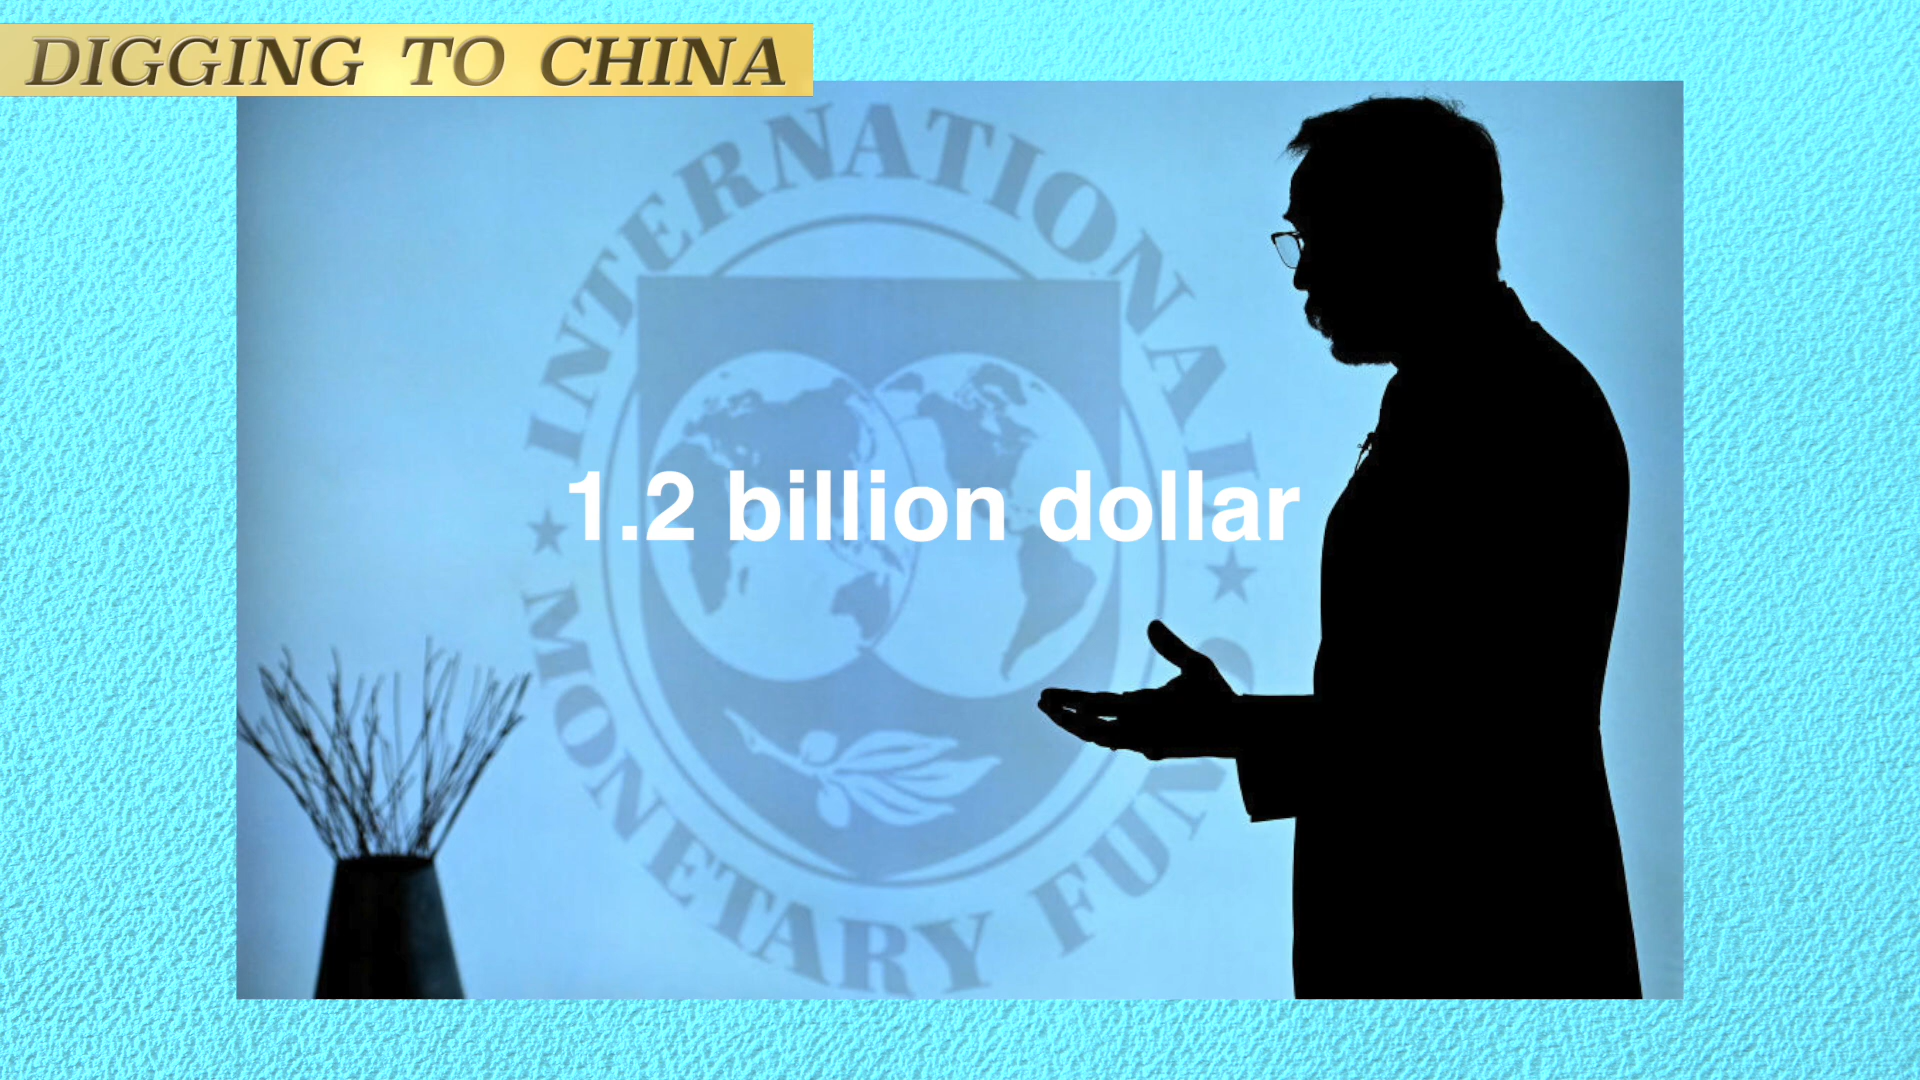 DIGGING TO CHINA
INTERNATIONAL
1.2 billion dollar
MONETARY FUND